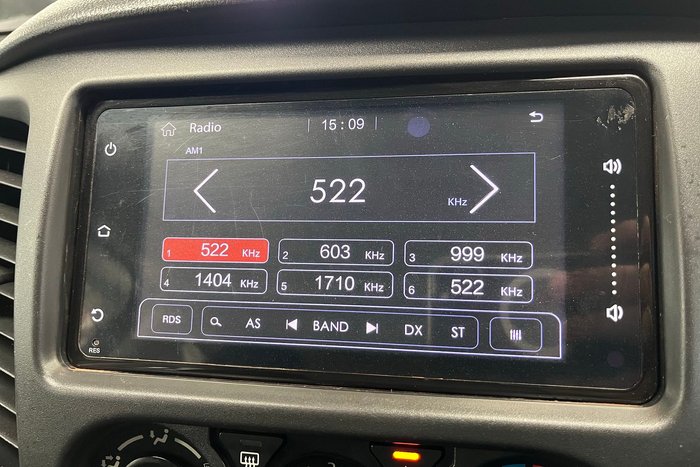 Radio 15:09
AM1
522 KHz
1 522 KHz 2 603 KHz 3 999 KHz
4 1404 KHz 5 1710 KHz 6 522 KHz
RDS AS BAND DX ST
RES